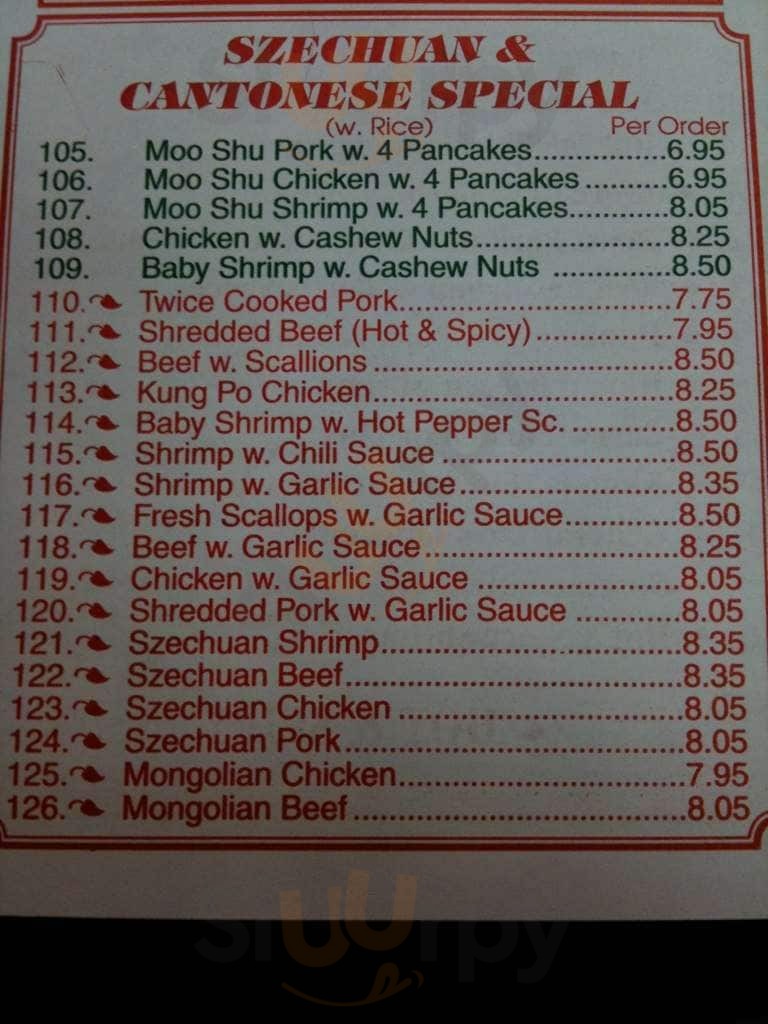 SZECHUAN &
CANTONESE SPECIAL
(w. Rice) Per Order
105. Moo Shu Pork w. 4 Pancakes................6.95
106. Moo Shu Chicken w. 4 Pancakes ..........6.95
107. Moo Shu Shrimp w. 4 Pancakes............8.05
108. Chicken w. Cashew Nuts.......................8.25
109. Baby Shrimp w. Cashew Nuts ..............8.50
110. Twice Cooked Pork................................7.75
111. Shredded Beef (Hot & Spicy)................7.95
112. Beef w. Scallions ...................................8.50
113. Kung Po Chicken...................................8.25
114. Baby Shrimp w. Hot Pepper Sc. ............8.50
115. Shrimp w. Chili Sauce ...........................8.50
116. Shrimp w. Garlic Sauce.........................8.35
117. Fresh Scallops w. Garlic Sauce.............8.50
118. Beef w. Garlic Sauce..............................8.25
119. Chicken w. Garlic Sauce .......................8.05
120. Shredded Pork w. Garlic Sauce ............8.05
121. Szechuan Shrimp...................................8.35
122. Szechuan Beef.......................................8.35
123. Szechuan Chicken .................................8.05
124. Szechuan Pork.......................................8.05
125. Mongolian Chicken.................................7.95
126. Mongolian Beef......................................8.05
sluurpy